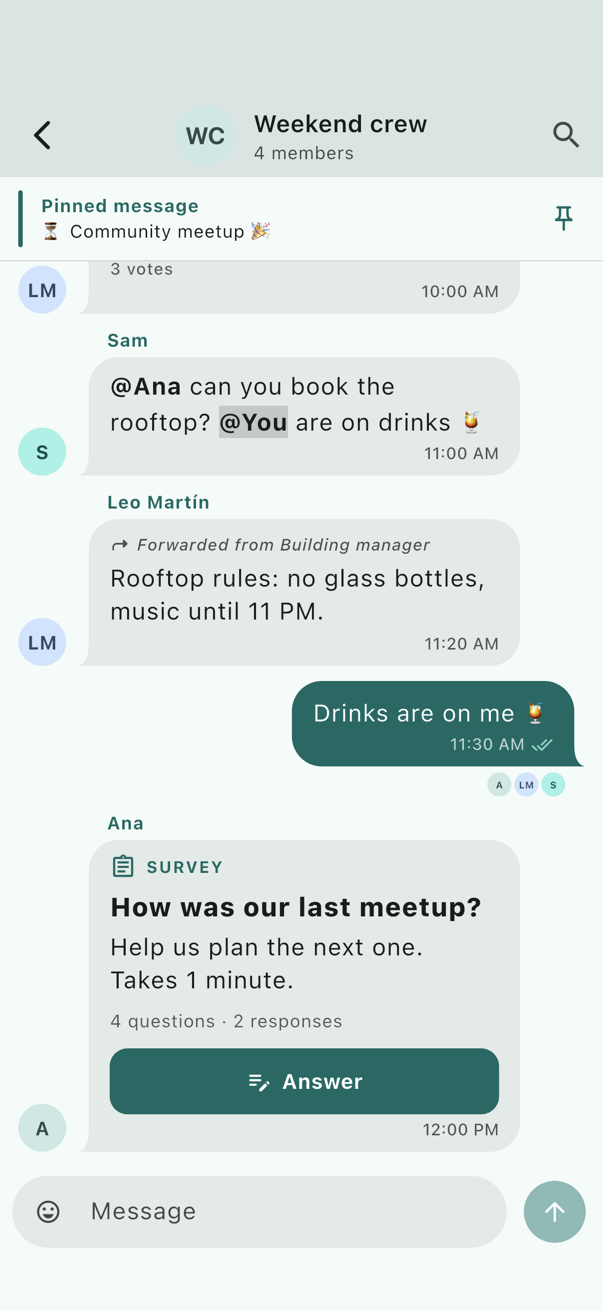 WC
Weekend crew
4 members
Pinned message
⏳ Community meetup 🎉
3 votes
10:00 AM
LM
Sam
@Ana can you book the
rooftop? @You are on drinks 🍹
11:00 AM
S
Leo Martín
Forwarded from Building manager
Rooftop rules: no glass bottles,
music until 11 PM.
11:20 AM
LM
Drinks are on me 🍹
11:30 AM
A LM S
Ana
SURVEY
How was our last meetup?
Help us plan the next one.
Takes 1 minute.
4 questions · 2 responses
Answer
12:00 PM
A
Message